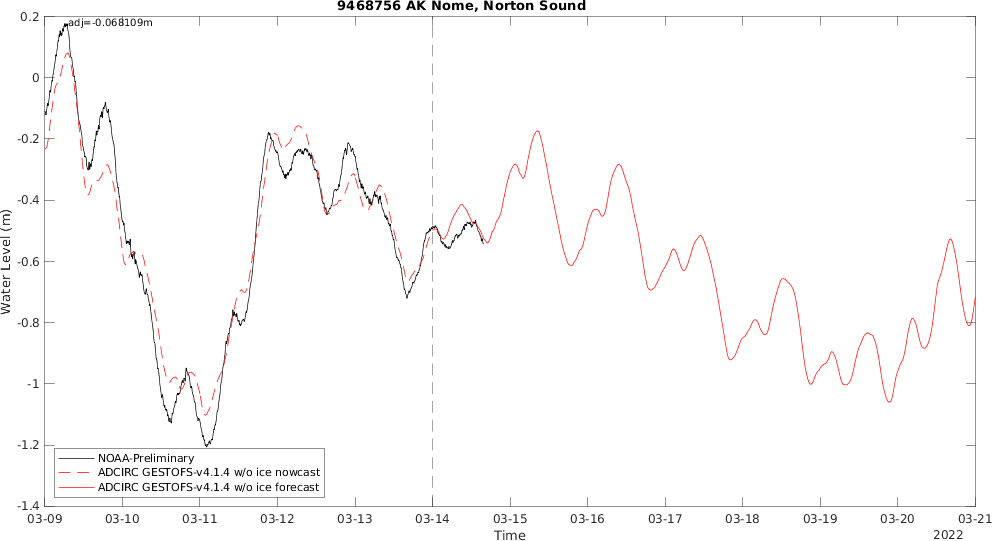 9468756 AK Nome, Norton Sound
adj=-0.068109m
0.2
0
-0.2
-0.4
-0.6
-0.8
-1
-1.2
-1.4
Water Level (m)
NOAA-Preliminary
ADCIRC GESTOFS-v4.1.4 w/o ice nowcast
ADCIRC GESTOFS-v4.1.4 w/o ice forecast
03-09 03-10 03-11 03-12 03-13 03-14 03-15 03-16 03-17 03-18 03-19 03-20 03-21
Time
2022